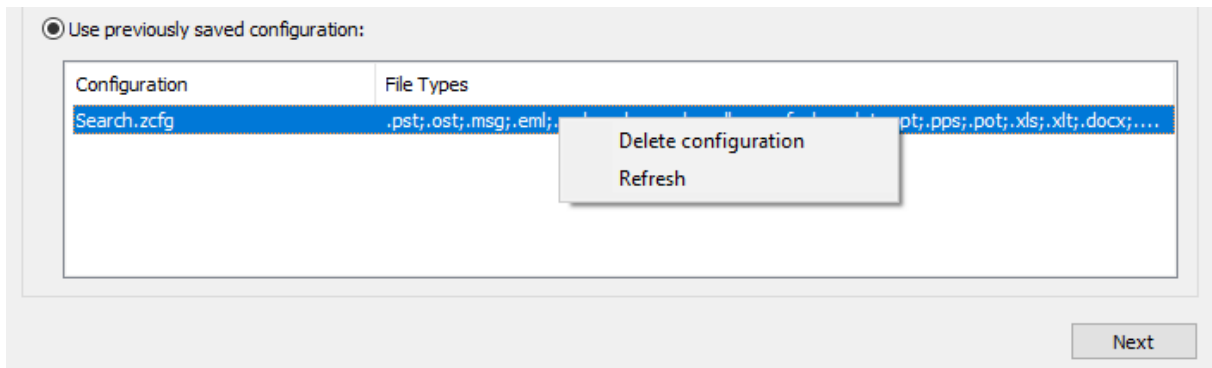 Use previously saved configuration:
Configuration File Types
Search.zcfg .pst;.ost;.msg;.eml; pt;.pps;.pot;.xls;.xlt;.docx;....
Delete configuration
Refresh
Next